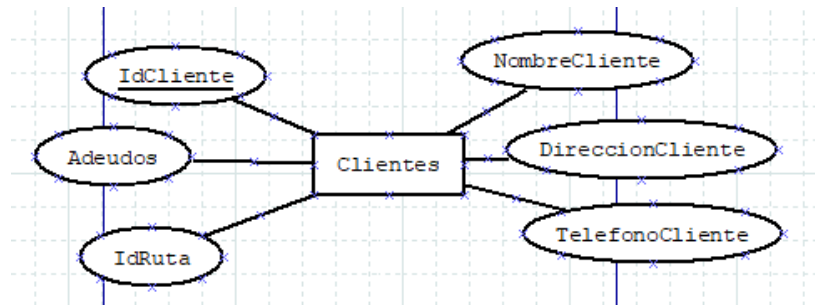 IdCliente
NombreCliente
Adeudos
Clientes
DireccionCliente
IdRuta
TelefonoCliente